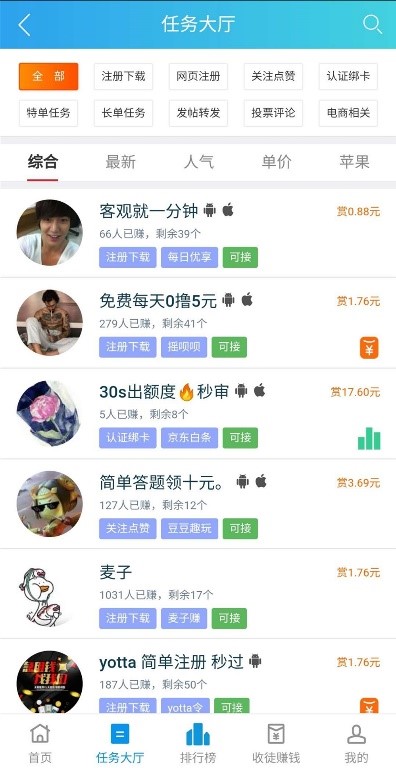 任务大厅
全 部 注册下载 网页注册 关注点赞 认证绑卡
特单任务 长单任务 发帖转发 投票评论 电商相关
综合 最新 人气 单价 苹果
客观就一分钟 赏0.88元
66人已赚，剩余39个
注册下载 每日优享 可接
免费每天0撸5元 赏1.76元
279人已赚，剩余41个
注册下载 摇呗呗 可接
30s出额度🔥秒审 赏17.60元
5人已赚，剩余8个
认证绑卡 京东白条 可接
简单答题领十元。 赏3.69元
127人已赚，剩余12个
关注点赞 豆豆趣玩 可接
麦子 赏1.76元
1031人已赚，剩余17个
注册下载 麦子赚 可接
yotta 简单注册 秒过 赏1.76元
187人已赚，剩余50个
注册下载 yotta令 可接
首页 任务大厅 排行榜 收徒赚钱 我的